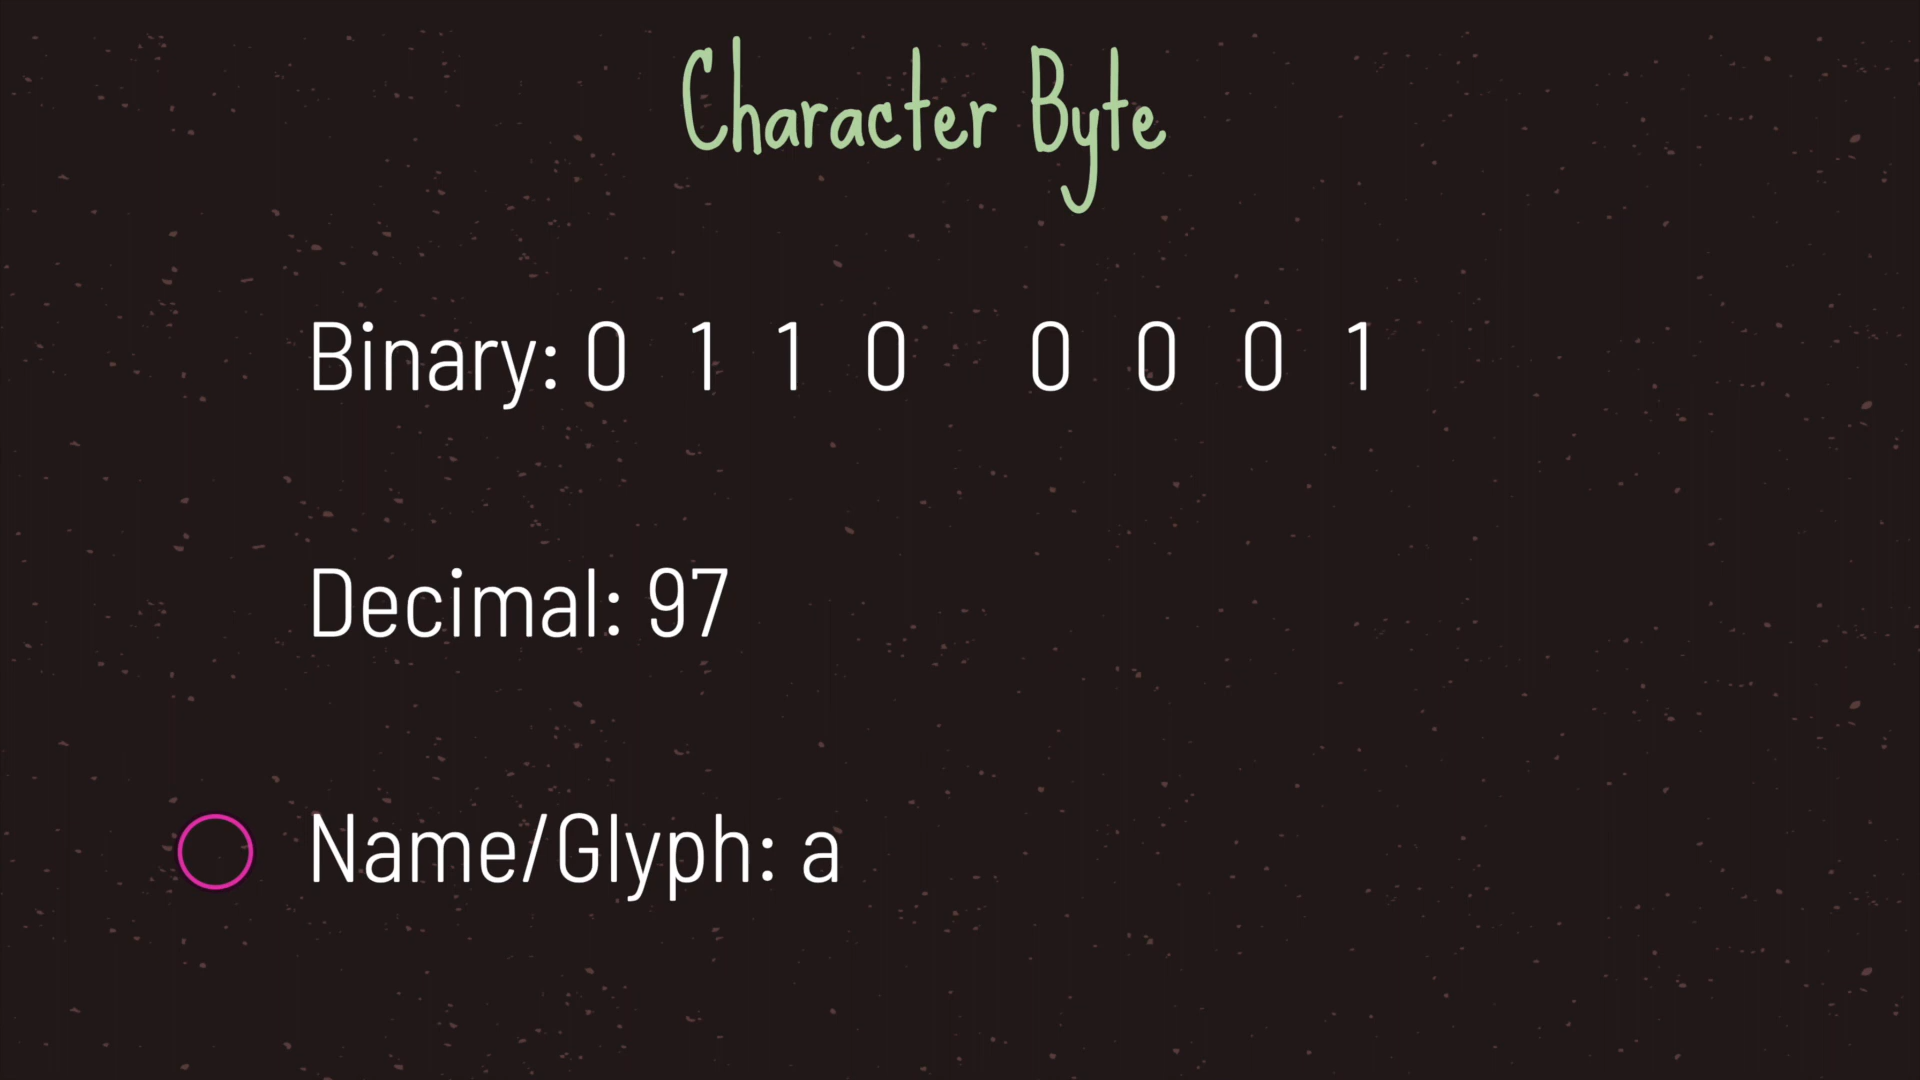 Character Byte
Binary: 0 1 1 0 0 0 0 1
Decimal: 97
Name/Glyph: a